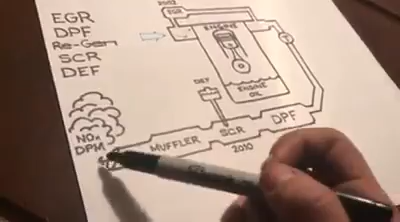 EGR
DPF
Re-Gen
SCR
DEF
2002
EGR
ENGINE
T
ENGINE
OIL
DEF
DPF
SCR
MUFFLER
2010
NOx
DPM